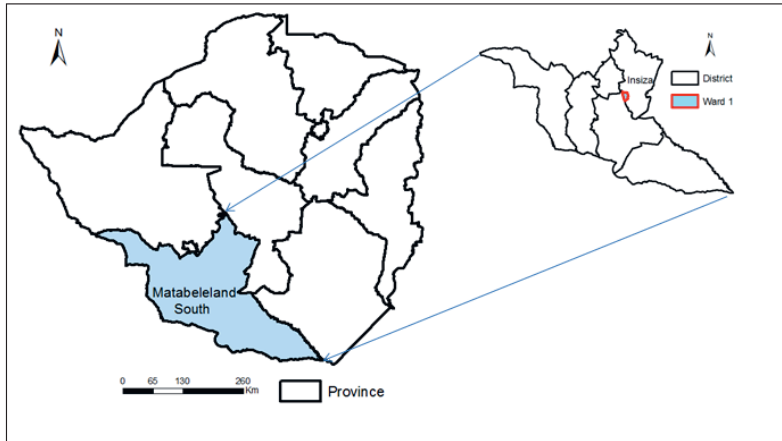 N
N
Insiza
District
Ward 1
Matabeleland
South
0 65 130 260
Km
Province